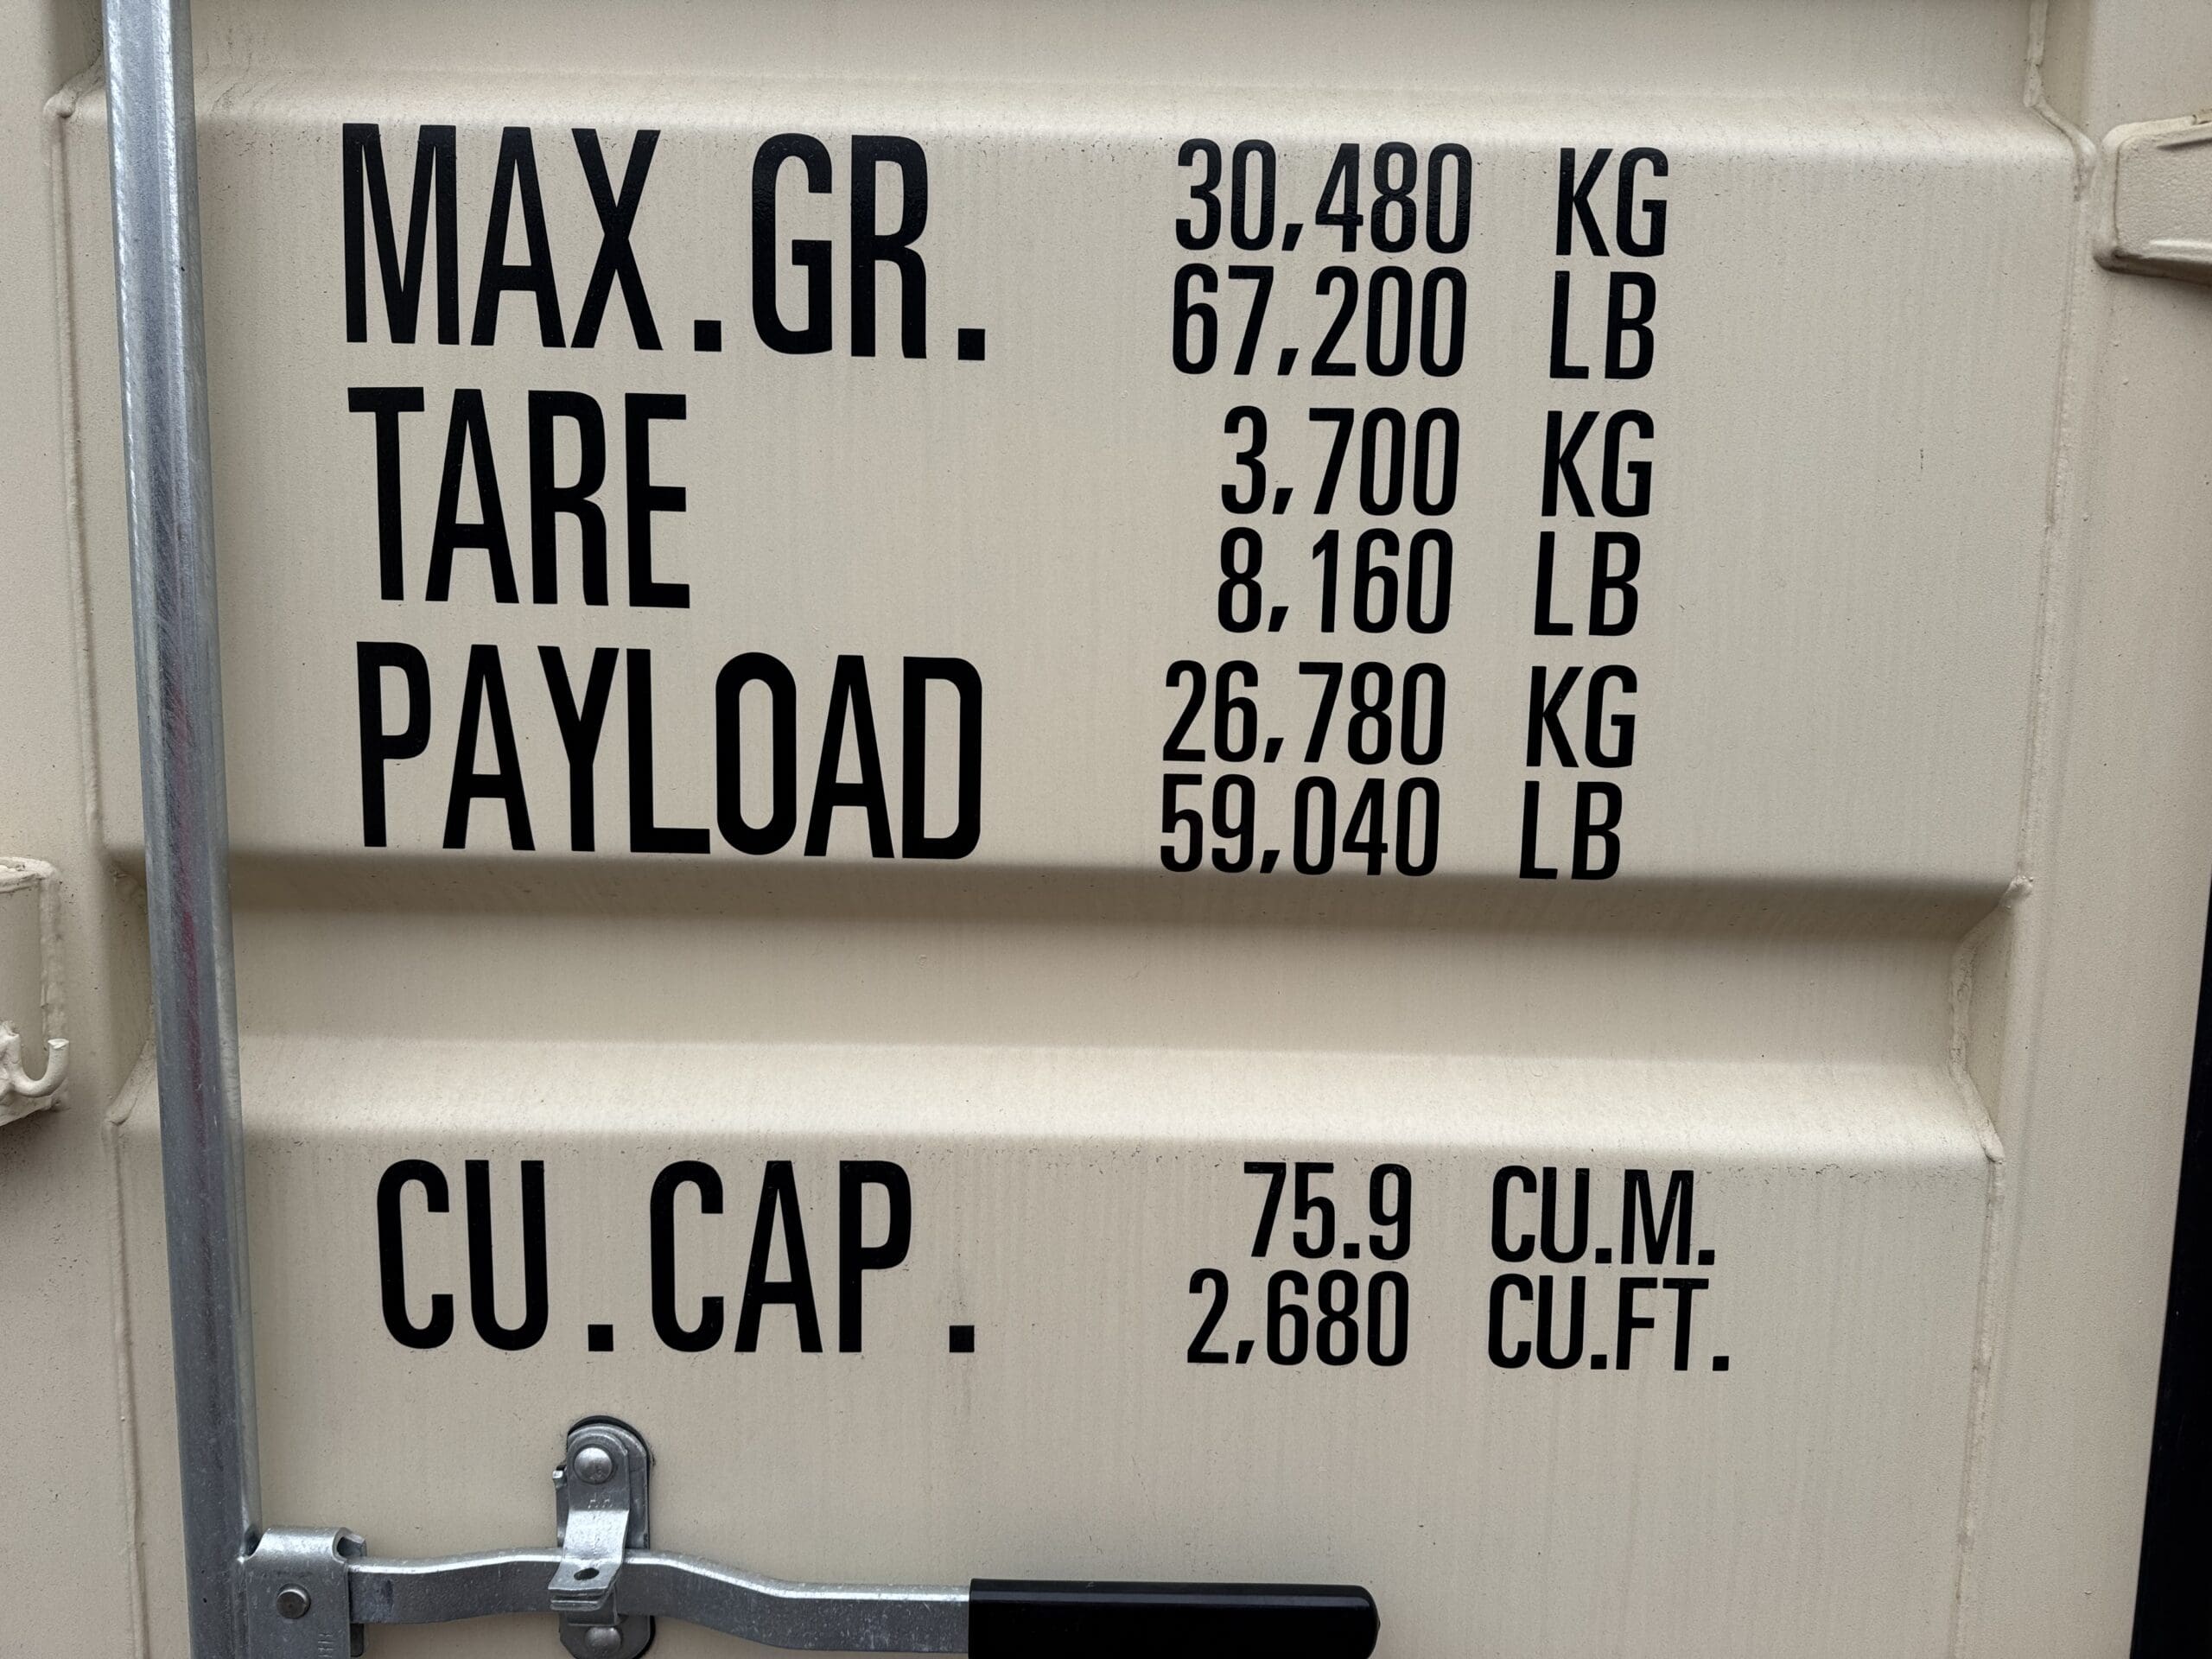 MAX.GR. 30,480 KG
67,200 LB
TARE 3,700 KG
8,160 LB
PAYLOAD 26,780 KG
59,040 LB
CU.CAP. 75.9 CU.M.
2,680 CU.FT.